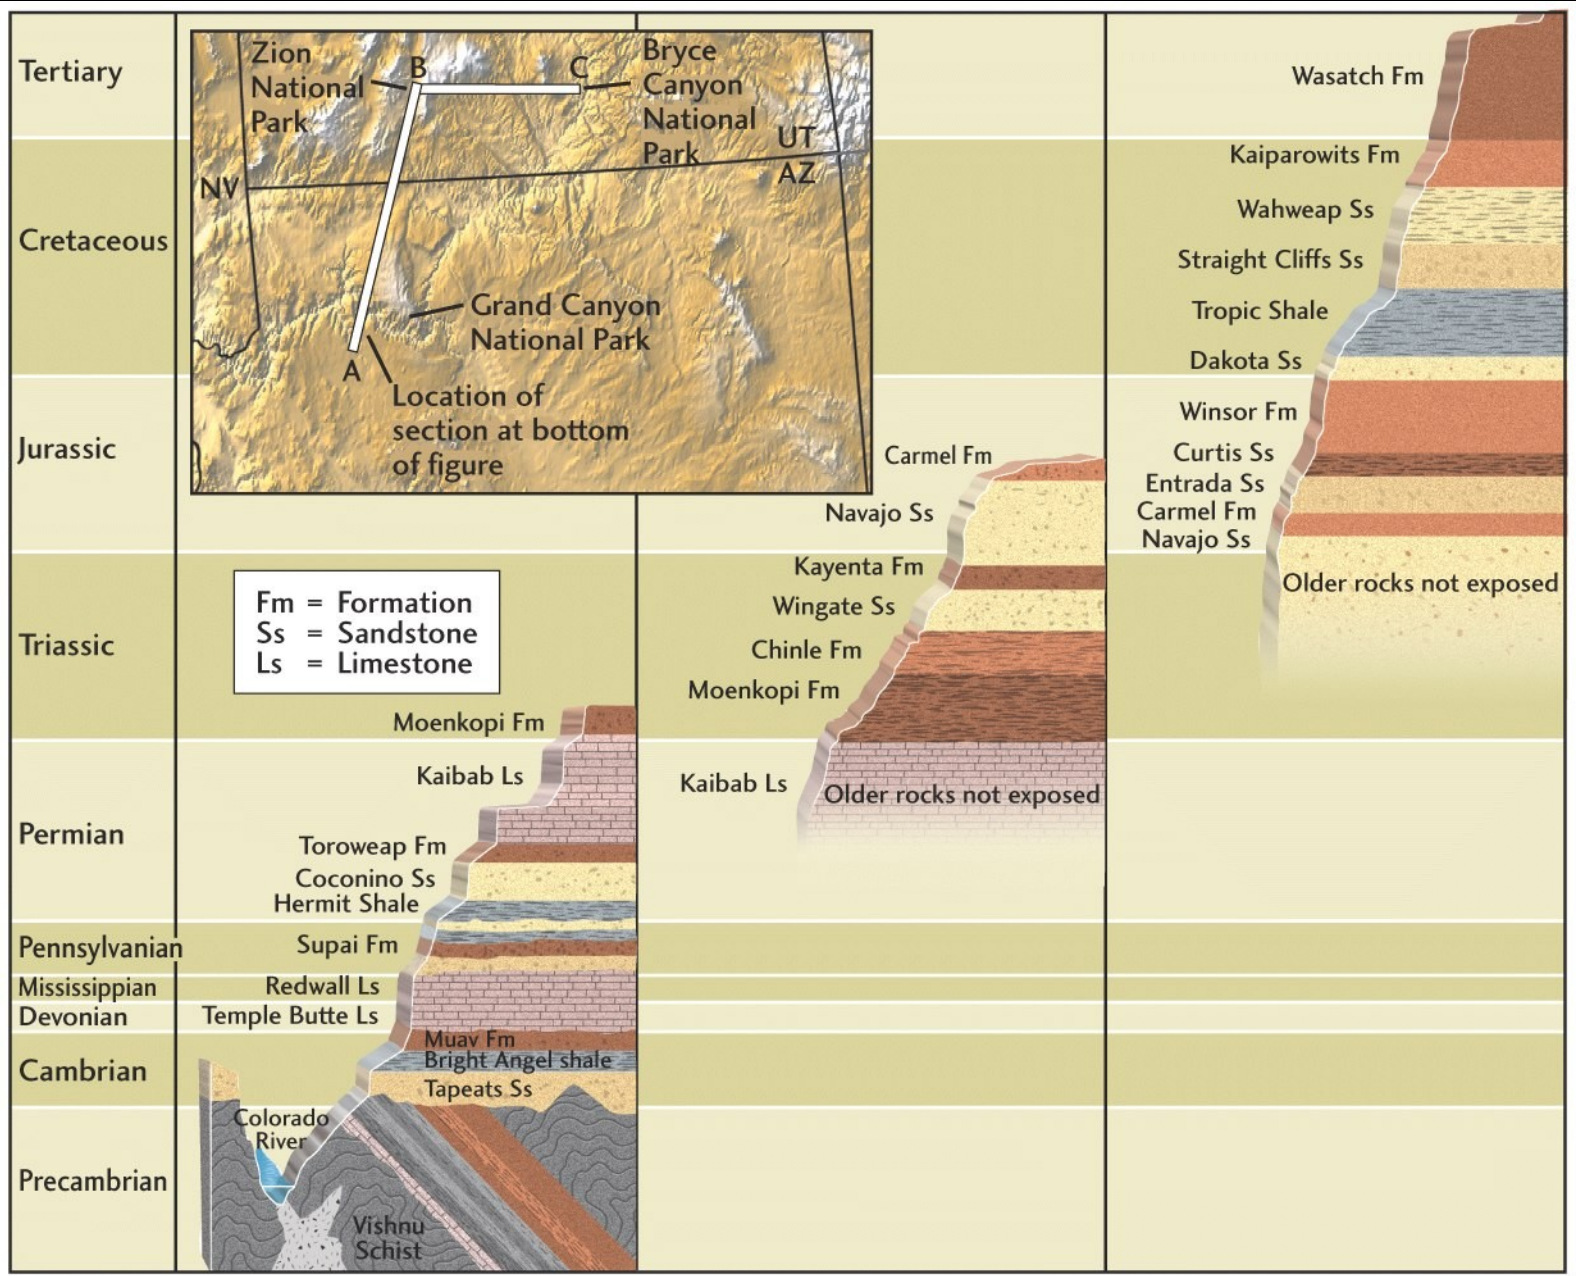 Tertiary
Cretaceous
Jurassic
Triassic
Permian
Pennsylvanian
Mississippian
Devonian
Cambrian
Precambrian
Zion
National
Park
B
C
Bryce
Canyon
National
Park
UT
AZ
NV
Grand Canyon
National Park
A
Location of
section at bottom
of figure
Fm = Formation
Ss = Sandstone
Ls = Limestone
Moenkopi Fm
Kaibab Ls
Toroweap Fm
Coconino Ss
Hermit Shale
Supai Fm
Redwall Ls
Temple Butte Ls
Muav Fm
Bright Angel shale
Tapeats Ss
Colorado
River
Vishnu
Schist
Carmel Fm
Navajo Ss
Kayenta Fm
Wingate Ss
Chinle Fm
Moenkopi Fm
Kaibab Ls
Older rocks not exposed
Wasatch Fm
Kaiparowits Fm
Wahweap Ss
Straight Cliffs Ss
Tropic Shale
Dakota Ss
Winsor Fm
Curtis Ss
Entrada Ss
Carmel Fm
Navajo Ss
Older rocks not exposed